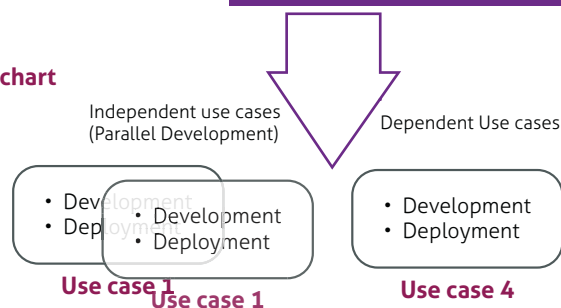 chart
Independent use cases
(Parallel Development)
Dependent Use cases
• Development
• Deployment
Use case 1
• Development
• Deployment
Use case 1
• Development
• Deployment
Use case 4